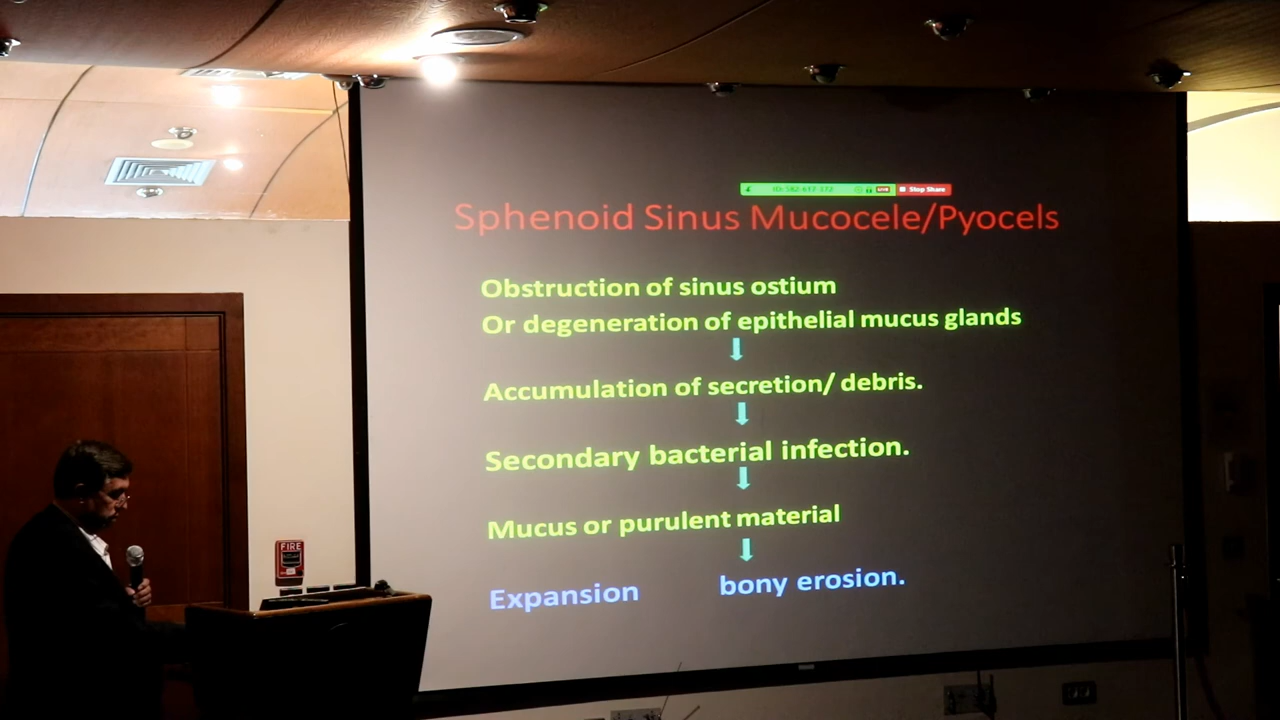 LIVE Stop Share
Sphenoid Sinus Mucocele/Pyocels
Obstruction of sinus ostium
Or degeneration of epithelial mucus glands
Accumulation of secretion/ debris.
Secondary bacterial infection.
Mucus or purulent material
Expansion bony erosion.
FIRE